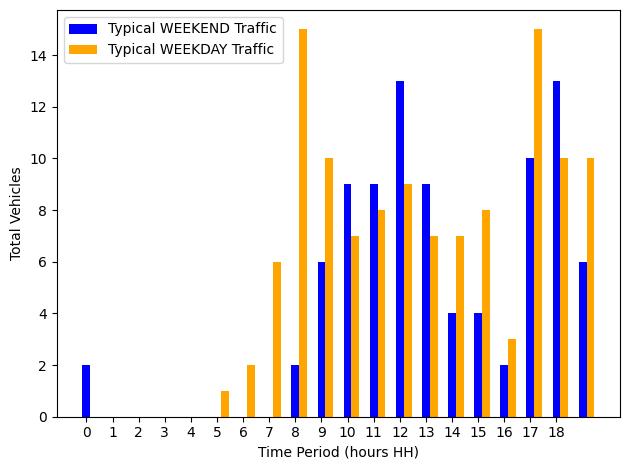 Typical WEEKEND Traffic
Typical WEEKDAY Traffic
14
12
10
8
6
4
2
0
Total Vehicles
0 1 2 3 4 5 6 7 8 9 10 11 12 13 14 15 16 17 18
Time Period (hours HH)